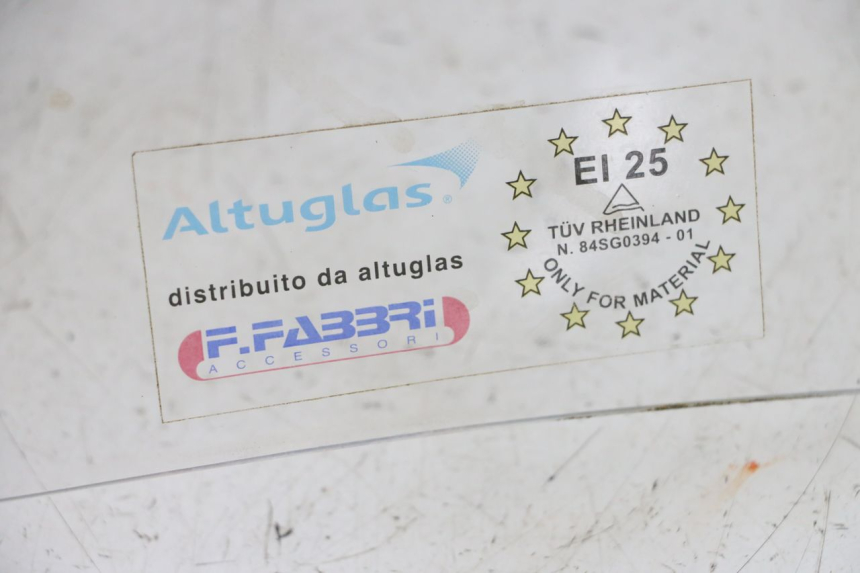 Altuglas®
distribuito da altuglas
F.FABBRI
ACCESSORI
EI 25
TÜV RHEINLAND
N. 84SG0394 - 01
ONLY FOR MATERIAL